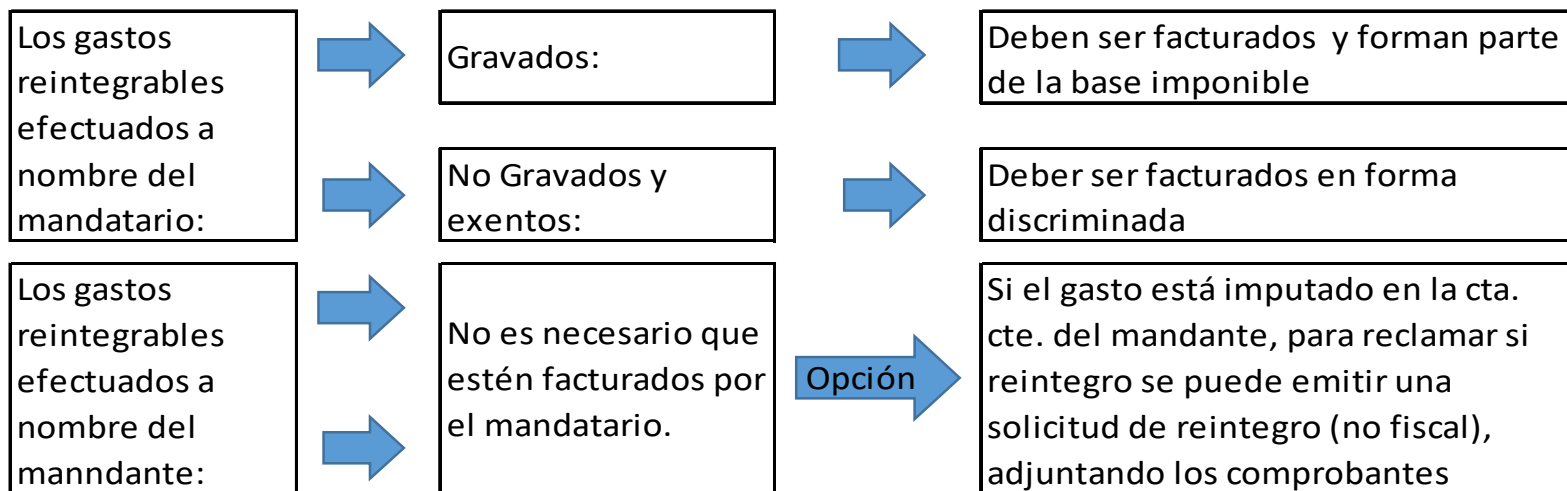 Los gastos
reintegrables
efectuados a
nombre del
mandatario:
Gravados:
Deben ser facturados y forman parte
de la base imponible
No Gravados y
exentos:
Deber ser facturados en forma
discriminada
Los gastos
reintegrables
efectuados a
nombre del
manndante:
No es necesario que
estén facturados por
el mandatario.
Opción
Si el gasto está imputado en la cta.
cte. del mandante, para reclamar si
reintegro se puede emitir una
solicitud de reintegro (no fiscal),
adjuntando los comprobantes